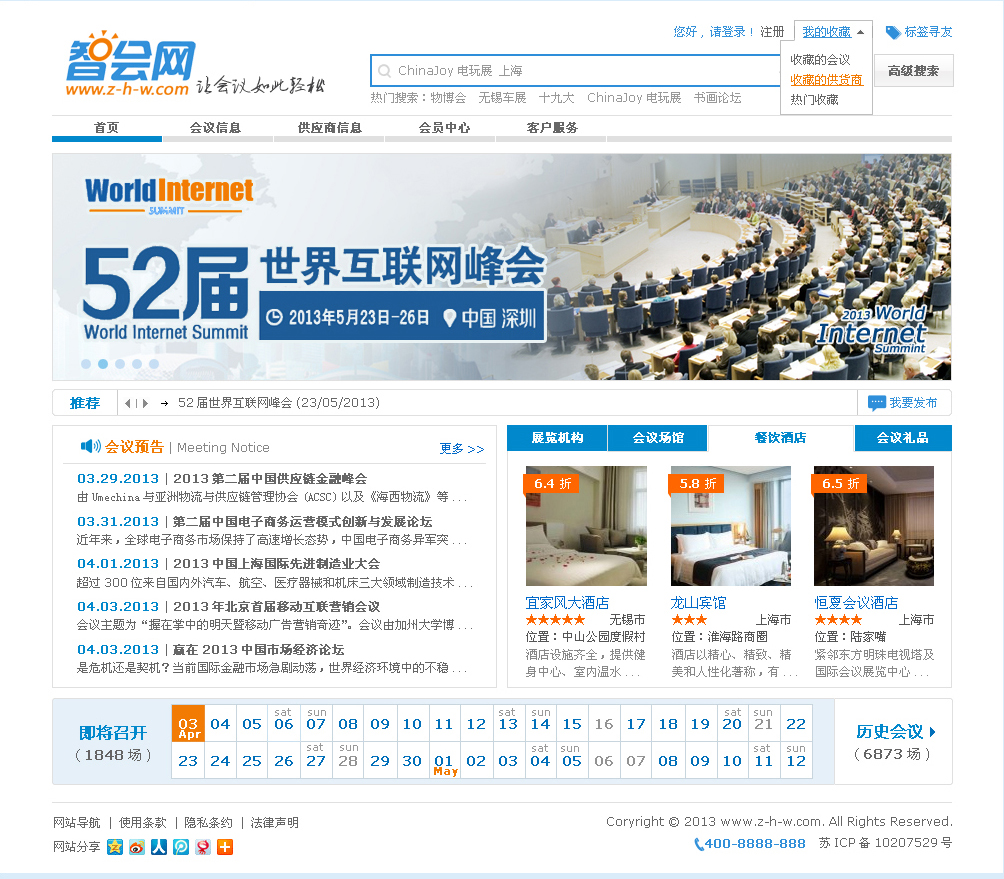 您好，请登录！ 注册 我的收藏 标签寻友
智会网
www.z-h-w.com 让会议如此轻松
ChinaJoy 电玩展 上海
收藏的会议
收藏的供货商
热门收藏
高级搜索
热门搜索：物博会 无锡车展 十九大 ChinaJoy 电玩展 书画论坛
首页 会议信息 供应商信息 会员中心 客户服务
WorldInternet
SUMMIT
52届 世界互联网峰会
World Internet Summit
2013年5月23日-26日 中国 深圳
2013 World
Internet
Summint
推荐 52 届世界互联网峰会 (23/05/2013) 我要发布
会议预告 | Meeting Notice 更多 >>
03.29.2013 | 2013 第二届中国供应链金融峰会
由 Umechina 与亚洲物流与供应链管理协会 (ACSC) 以及《海西物流》等 . . .
03.31.2013 | 第二届中国电子商务运营模式创新与发展论坛
近年来，全球电子商务市场保持了高速增长态势，中国电子商务异军突 . . .
04.01.2013 | 2013 中国上海国际先进制造业大会
超过 300 位来自国内外汽车、航空、医疗器械和机床三大领域制造技术 . . .
04.03.2013 | 2013 年北京首届移动互联营销会议
会议主题为“握在掌中的明天暨移动广告营销奇迹”。会议由加州大学博 . . .
04.03.2013 | 赢在 2013 中国市场经济论坛
是危机还是契机？当前国际金融市场急剧动荡，世界经济环境中的不稳 . . .
展览机构 会议场馆 餐饮酒店 会议礼品
6.4 折
宜家风大酒店
无锡市
位置：中山公园度假村
酒店设施齐全，提供健
身中心、室内温水 . . .
5.8 折
龙山宾馆
上海市
位置：淮海路商圈
酒店以精心、精致、精
美和人性化著称，有 . . .
6.5 折
恒夏会议酒店
上海市
位置：陆家嘴
紧邻东方明珠电视塔及
国际会议展览中心 . . .
即将召开
（1848 场）
sat sun sat sun sat sun
03 04 05 06 07 08 09 10 11 12 13 14 15 16 17 18 19 20 21 22
Apr
sat sun sat sun sat sun
23 24 25 26 27 28 29 30 01 02 03 04 05 06 07 08 09 10 11 12
May
历史会议
（6873 场）
网站导航 | 使用条款 | 隐私条约 | 法律声明
网站分享
Copyright © 2013 www.z-h-w.com. All Rights Reserved.
400-8888-888 苏 ICP 备 10207529 号